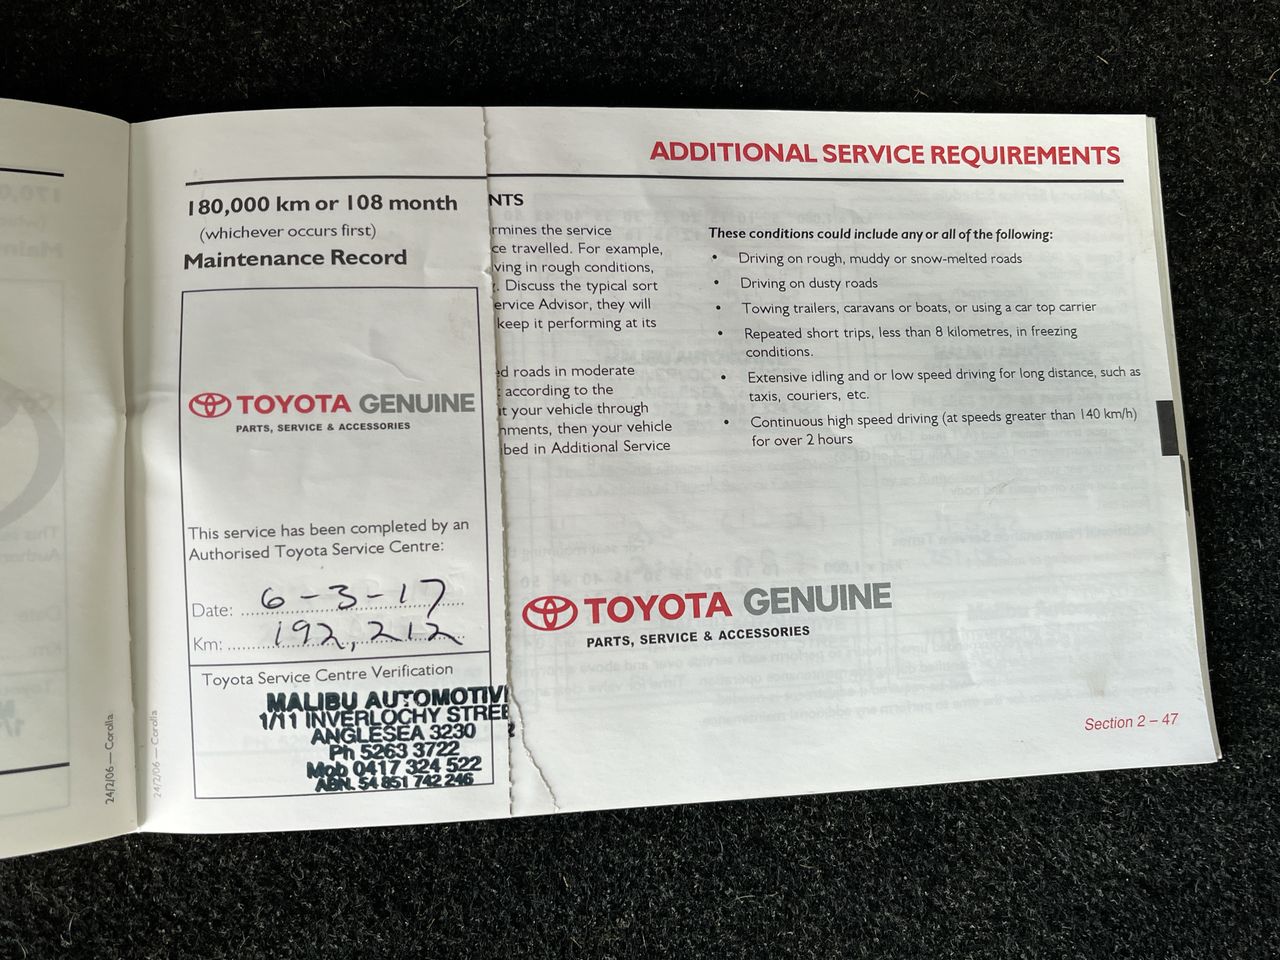 180,000 km or 108 month
(whichever occurs first)
Maintenance Record
TOYOTA GENUINE
PARTS, SERVICE & ACCESSORIES
This service has been completed by an
Authorised Toyota Service Centre:
Date: 6-3-17
Km: 192,212
Toyota Service Centre Verification
MALIBU AUTOMOTIVE
1/11 INVERLOCHY STREE
ANGLESEA 3230
Ph 5263 3722
Mob 0417 324 522
ABN. 54 851 742 246
24/2/06 — Corolla
24/2/06 — Corolla
ADDITIONAL SERVICE REQUIREMENTS
NTS
rmines the service
ce travelled. For example,
ving in rough conditions,
. Discuss the typical sort
ervice Advisor, they will
keep it performing at its
ed roads in moderate
according to the
t your vehicle through
nments, then your vehicle
bed in Additional Service
These conditions could include any or all of the following:
• Driving on rough, muddy or snow-melted roads
• Driving on dusty roads
• Towing trailers, caravans or boats, or using a car top carrier
• Repeated short trips, less than 8 kilometres, in freezing
conditions.
• Extensive idling and or low speed driving for long distance, such as
taxis, couriers, etc.
• Continuous high speed driving (at speeds greater than 140 km/h)
for over 2 hours
TOYOTA GENUINE
PARTS, SERVICE & ACCESSORIES
Section 2 – 47